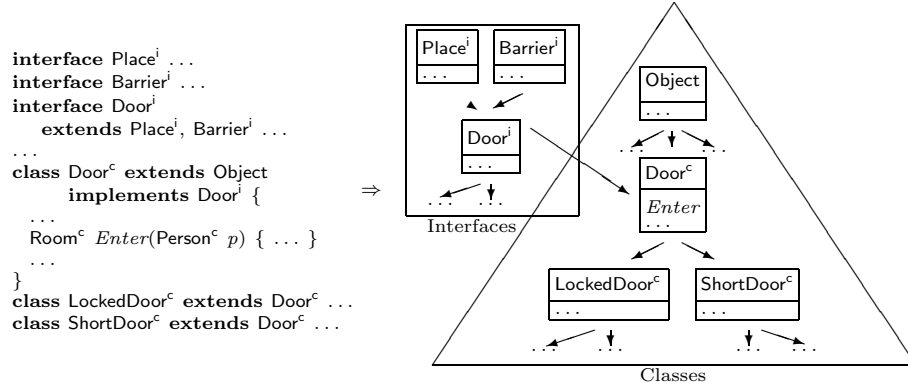 interface Placeⁱ ...
interface Barrierⁱ ...
interface Doorⁱ
extends Placeⁱ, Barrierⁱ ...
...
class Doorᶜ extends Object
implements Doorⁱ {
...
Roomᶜ Enter(Personᶜ p) { ... }
...
}
class LockedDoorᶜ extends Doorᶜ ...
class ShortDoorᶜ extends Doorᶜ ...
⇒
Placeⁱ
...
Barrierⁱ
...
Doorⁱ
...
... ...
Interfaces
Object
...
... ...
Doorᶜ
Enter
...
LockedDoorᶜ
...
ShortDoorᶜ
...
... ... ... ...
Classes